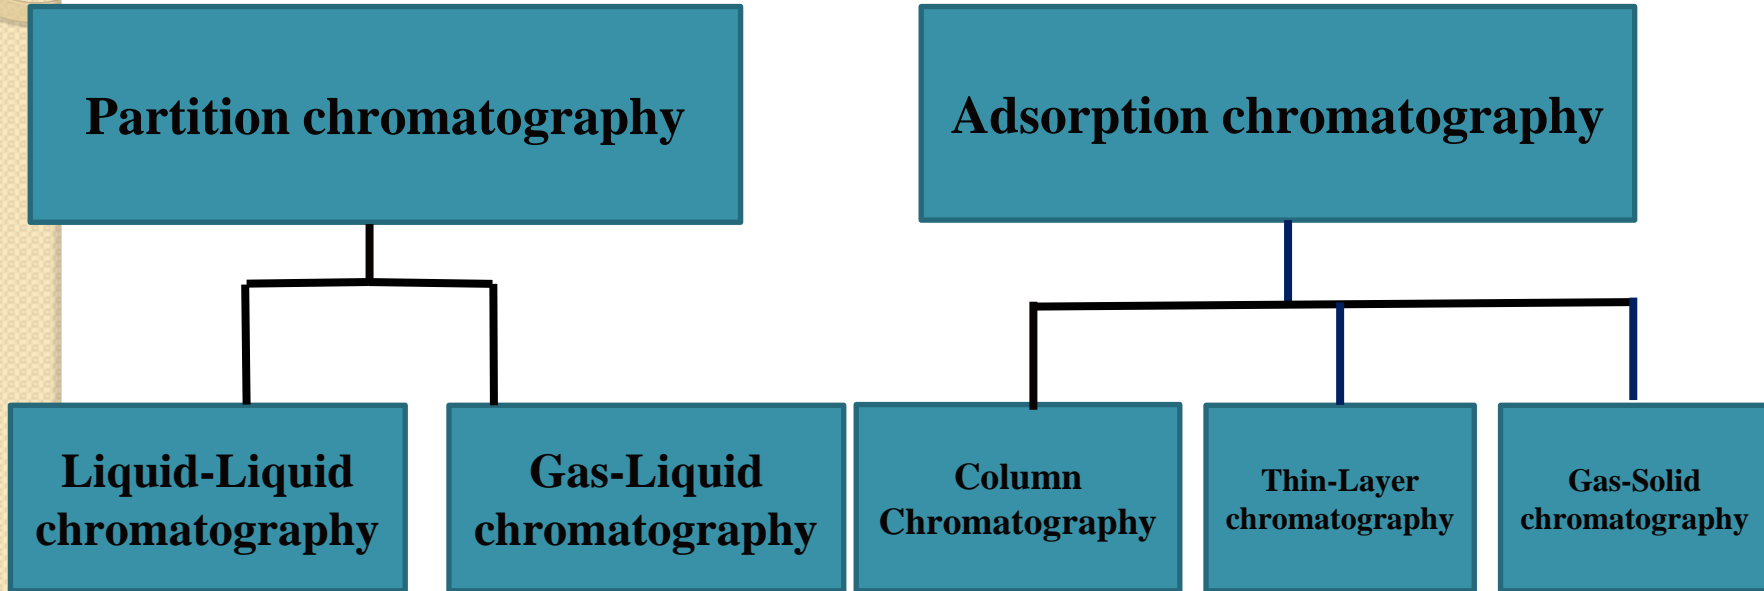 Partition chromatography
Adsorption chromatography
Liquid-Liquid
chromatography
Gas-Liquid
chromatography
Column
Chromatography
Thin-Layer
chromatography
Gas-Solid
chromatography